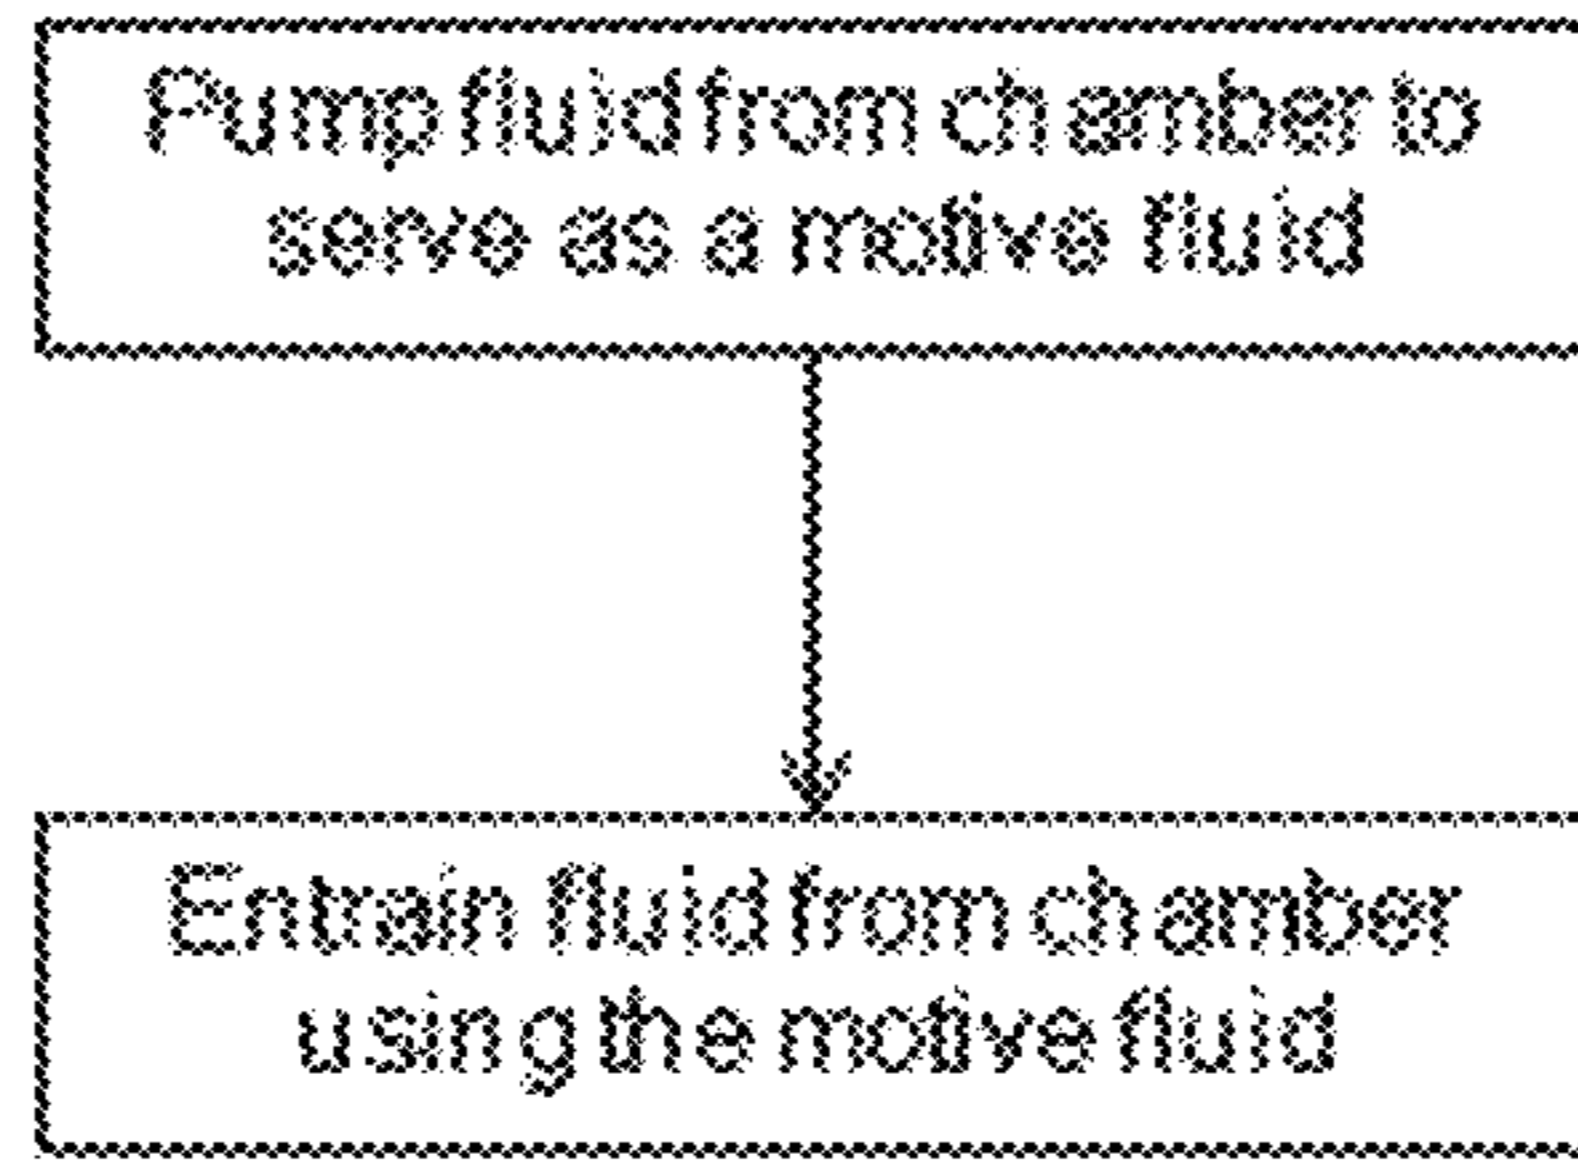 Pump fluid from chamber to
serve as a motive fluid
Entrain fluid from chamber
using the motive fluid